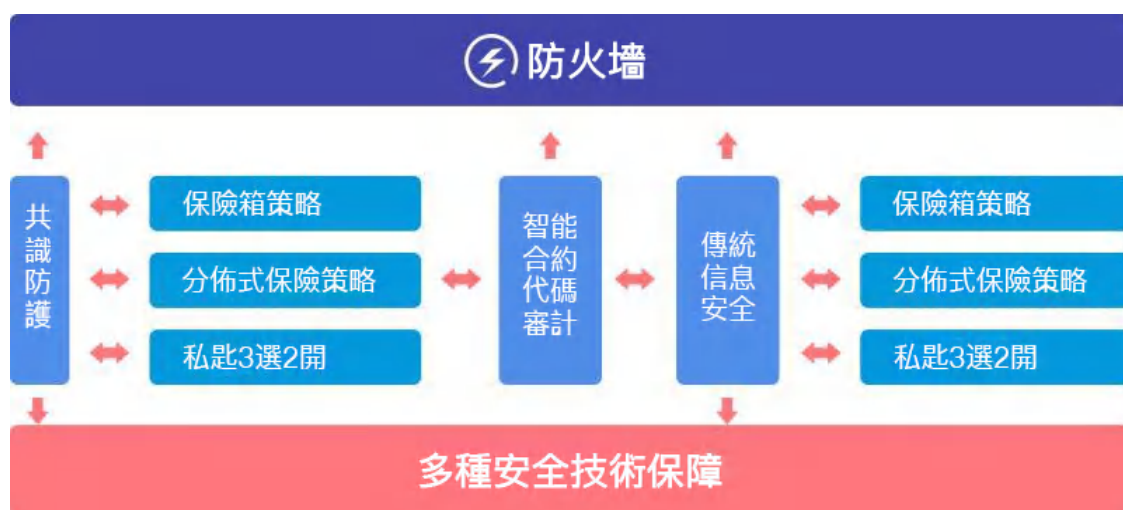 防火墻
共
識
防
護
保險箱策略
分佈式保險策略
私匙3選2開
智能
合約
代碼
審計
傳統
信息
安全
保險箱策略
分佈式保險策略
私匙3選2開
多種安全技術保障